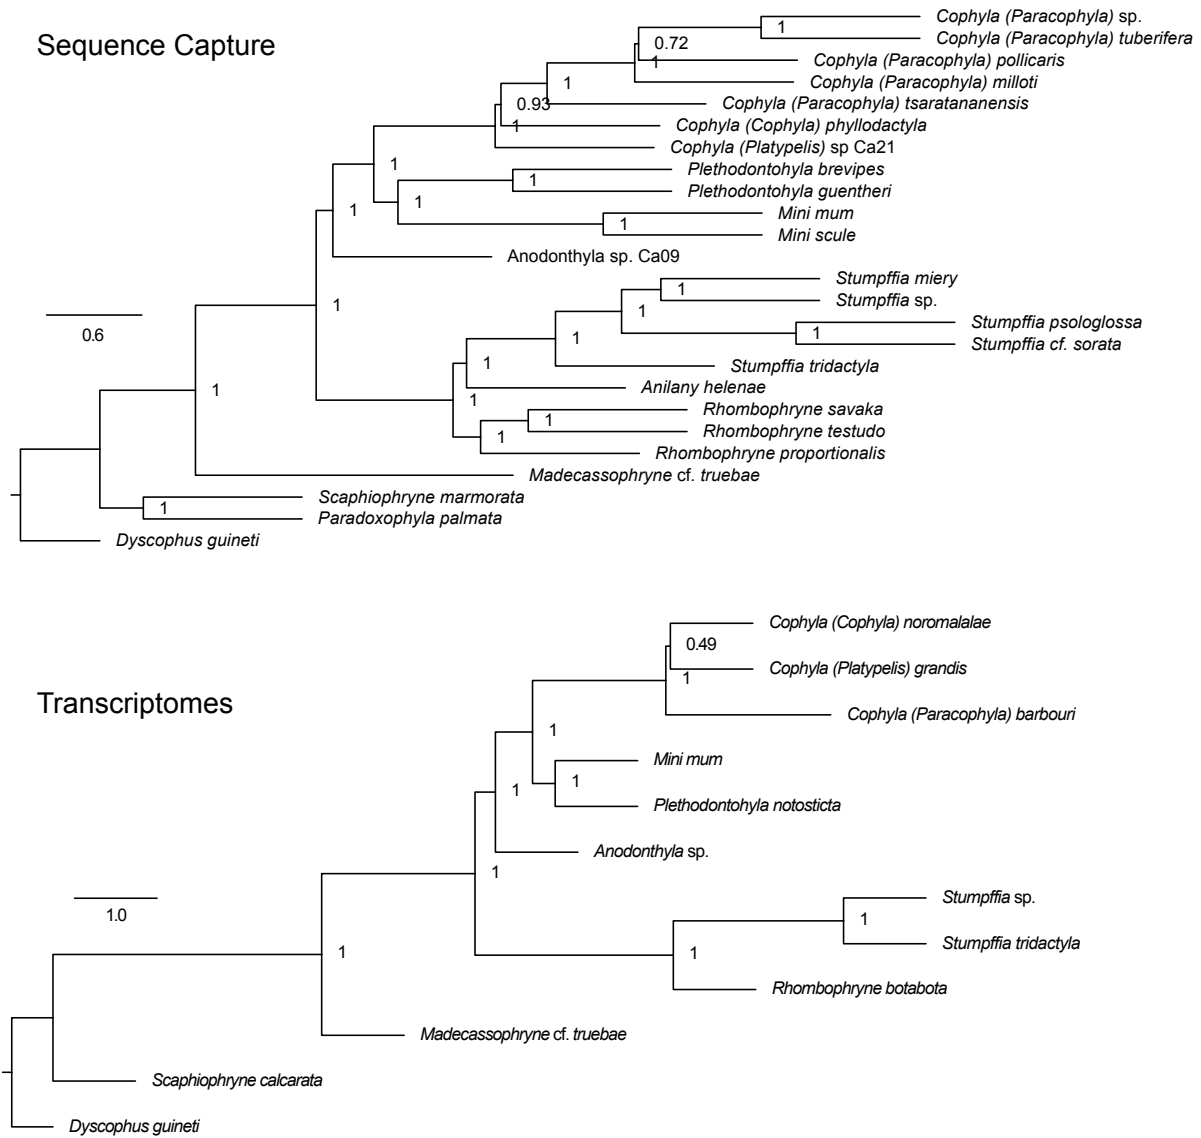 Sequence Capture
Cophyla (Paracophyla) sp.
1
Cophyla (Paracophyla) tuberifera
0.72
Cophyla (Paracophyla) pollicaris
1
Cophyla (Paracophyla) milloti
1
Cophyla (Paracophyla) tsaratananensis
0.93
Cophyla (Cophyla) phyllodactyla
1
Cophyla (Platypelis) sp Ca21
1
Plethodontohyla brevipes
1
Plethodontohyla guentheri
1
Mini mum
1
1
Mini scule
Anodonthyla sp. Ca09
Stumpffia miery
1
Stumpffia sp.
1
1
0.6
Stumpffia psologlossa
1
Stumpffia cf. sorata
1
Stumpffia tridactyla
1
Anilany helenae
1
1
Rhombophryne savaka
1
Rhombophryne testudo
1
Rhombophryne proportionalis
Madecassophryne cf. truebae
Scaphiophryne marmorata
1
Paradoxophyla palmata
Dyscophus guineti
Cophyla (Cophyla) noromalalae
0.49
Cophyla (Platypelis) grandis
1
Transcriptomes
Cophyla (Paracophyla) barbouri
1
Mini mum
1
1
Plethodontohyla notosticta
Anodonthyla sp.
1
Stumpffia sp.
1.0
1
Stumpffia tridactyla
1
1
Rhombophryne botabota
Madecassophryne cf. truebae
Scaphiophryne calcarata
Dyscophus guineti